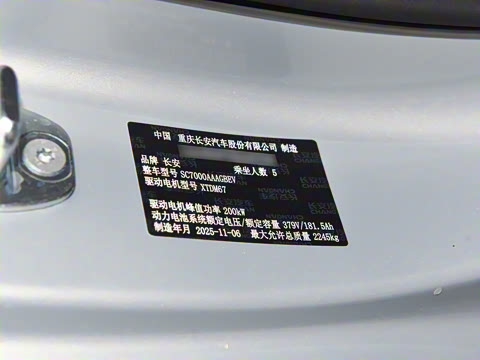 中国 重庆长安汽车股份有限公司 制造
品牌 长安 乘坐人数 5
整车型号 SC7000AAAGBEV
驱动电机型号 XTDM67
驱动电机峰值功率 200kW
动力电池系统额定电压/额定容量 379V/181.5Ah
制造年月 2025-11-06 最大允许总质量 2245kg